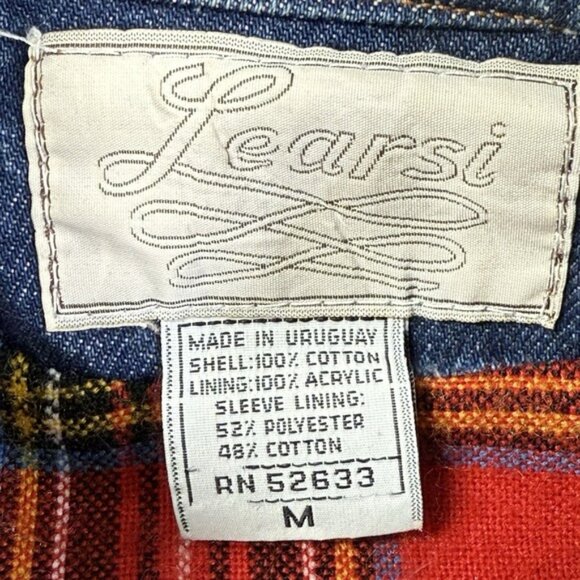 Learsi
MADE IN URUGUAY
SHELL:100% COTTON
LINING:100% ACRYLIC
SLEEVE LINING:
52% POLYESTER
48% COTTON
RN 52633
M